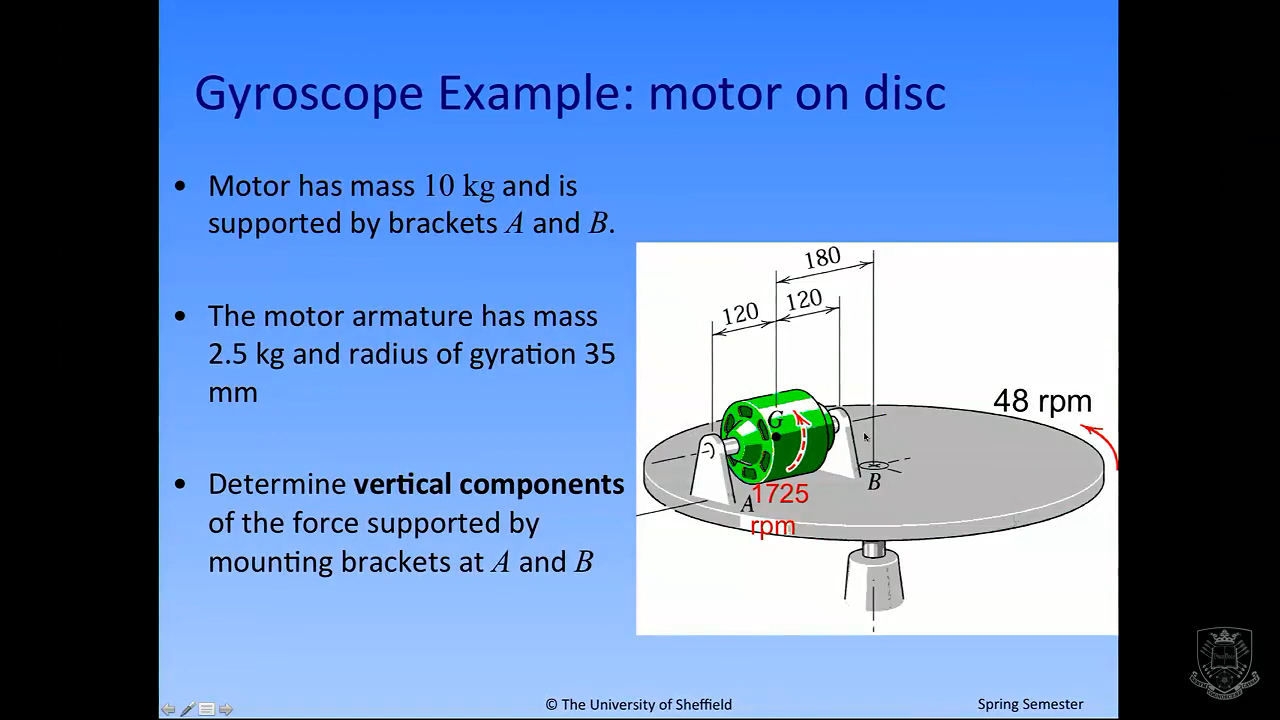 Gyroscope Example: motor on disc
• Motor has mass 10 kg and is
supported by brackets A and B.
• The motor armature has mass
2.5 kg and radius of gyration 35
mm
• Determine vertical components
of the force supported by
mounting brackets at A and B
180
120
120
48 rpm
G
B
A
1725
rpm
© The University of Sheffield
Spring Semester